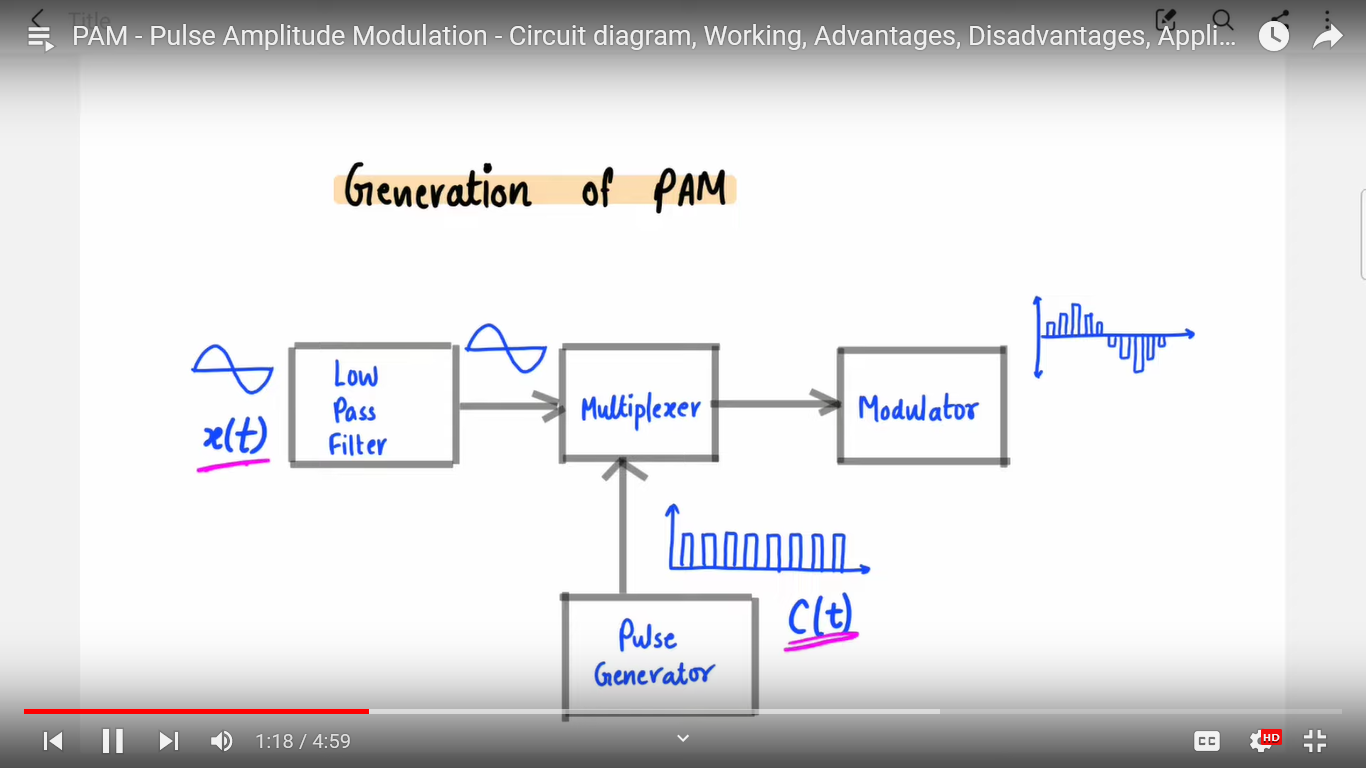 Title
PAM - Pulse Amplitude Modulation - Circuit diagram, Working, Advantages, Disadvantages, Appli...
Generation of PAM
x(t)
Low
Pass
Filter
Multiplexer
Modulator
C(t)
Pulse
Generator
1:18 / 4:59
CC
HD